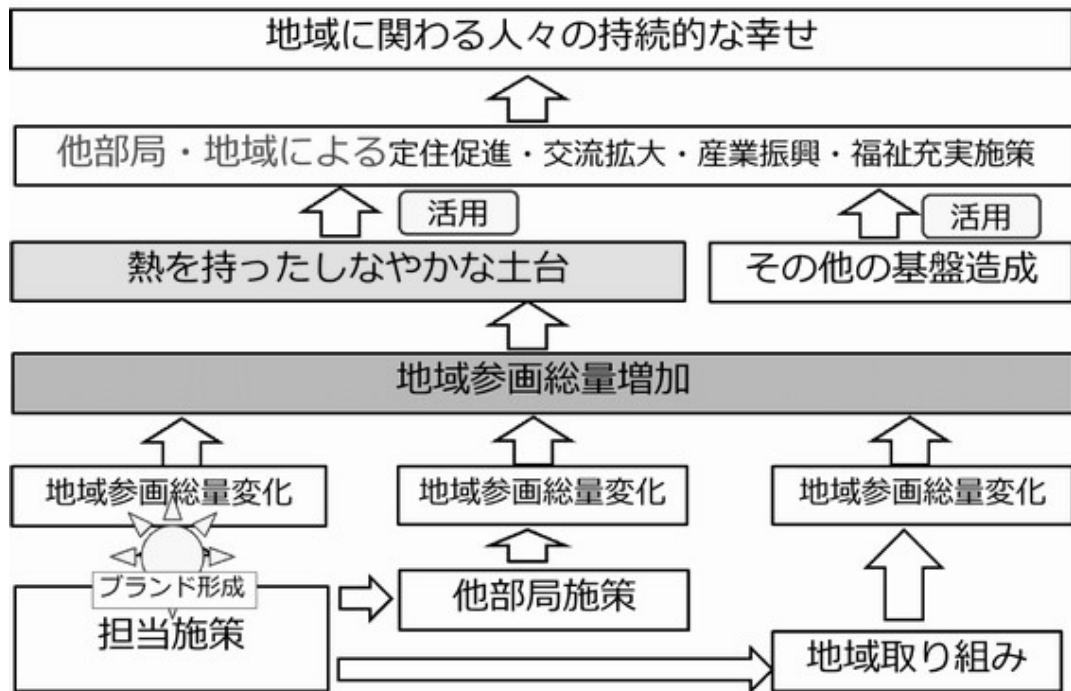 地域に関わる人々の持続的な幸せ
他部局・地域による定住促進・交流拡大・産業振興・福祉充実施策
活用
活用
熱を持ったしなやかな土台
その他の基盤造成
地域参画総量増加
地域参画総量変化
地域参画総量変化
地域参画総量変化
ブランド形成
担当施策
他部局施策
地域取り組み